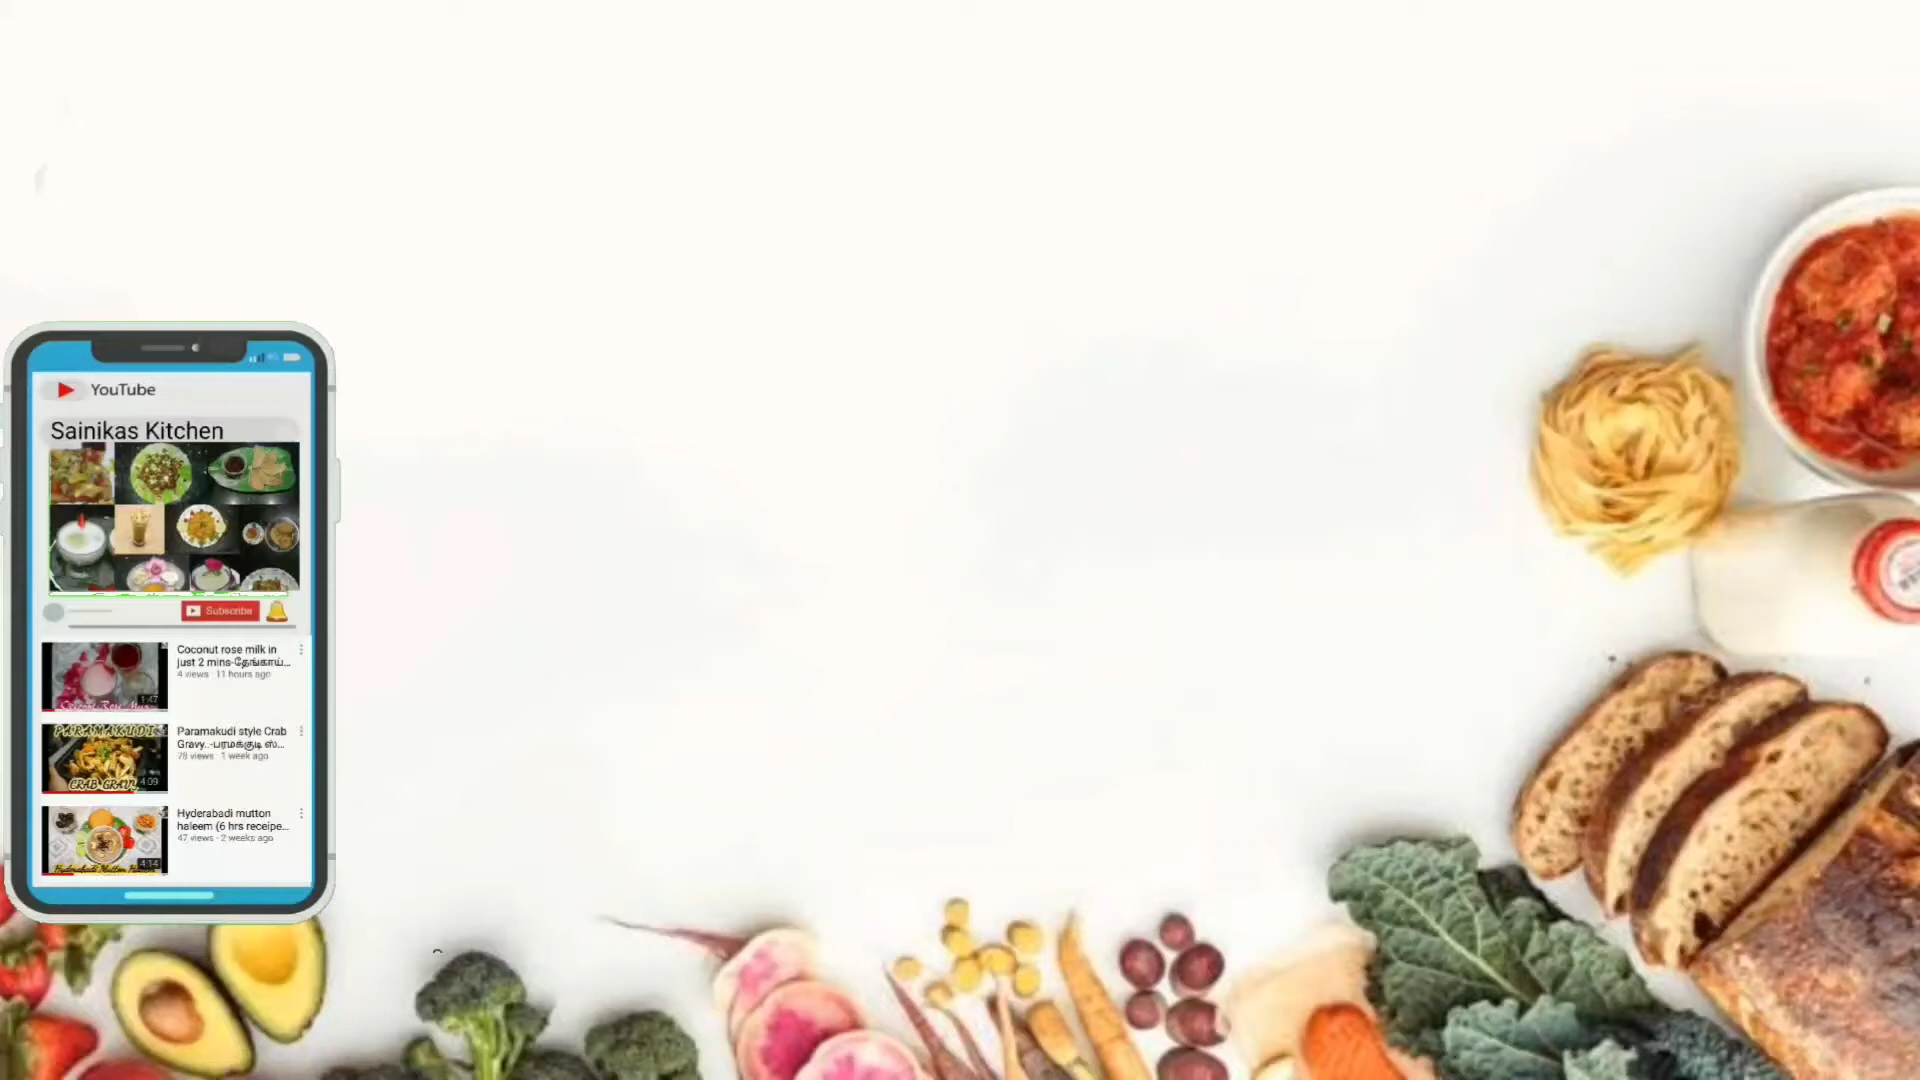 YouTube
Sainikas Kitchen
Subscribe
Coconut rose milk in
just 2 mins-தேங்காய்...
4 views · 11 hours ago
1:47
PARAMAKUDI
Paramakudi style Crab
Gravy..-பரமக்குடி ஸ்...
78 views · 1 week ago
CRAB GRAVY
4:09
Hyderabadi mutton
haleem (6 hrs receipe...
47 views · 2 weeks ago
4:14